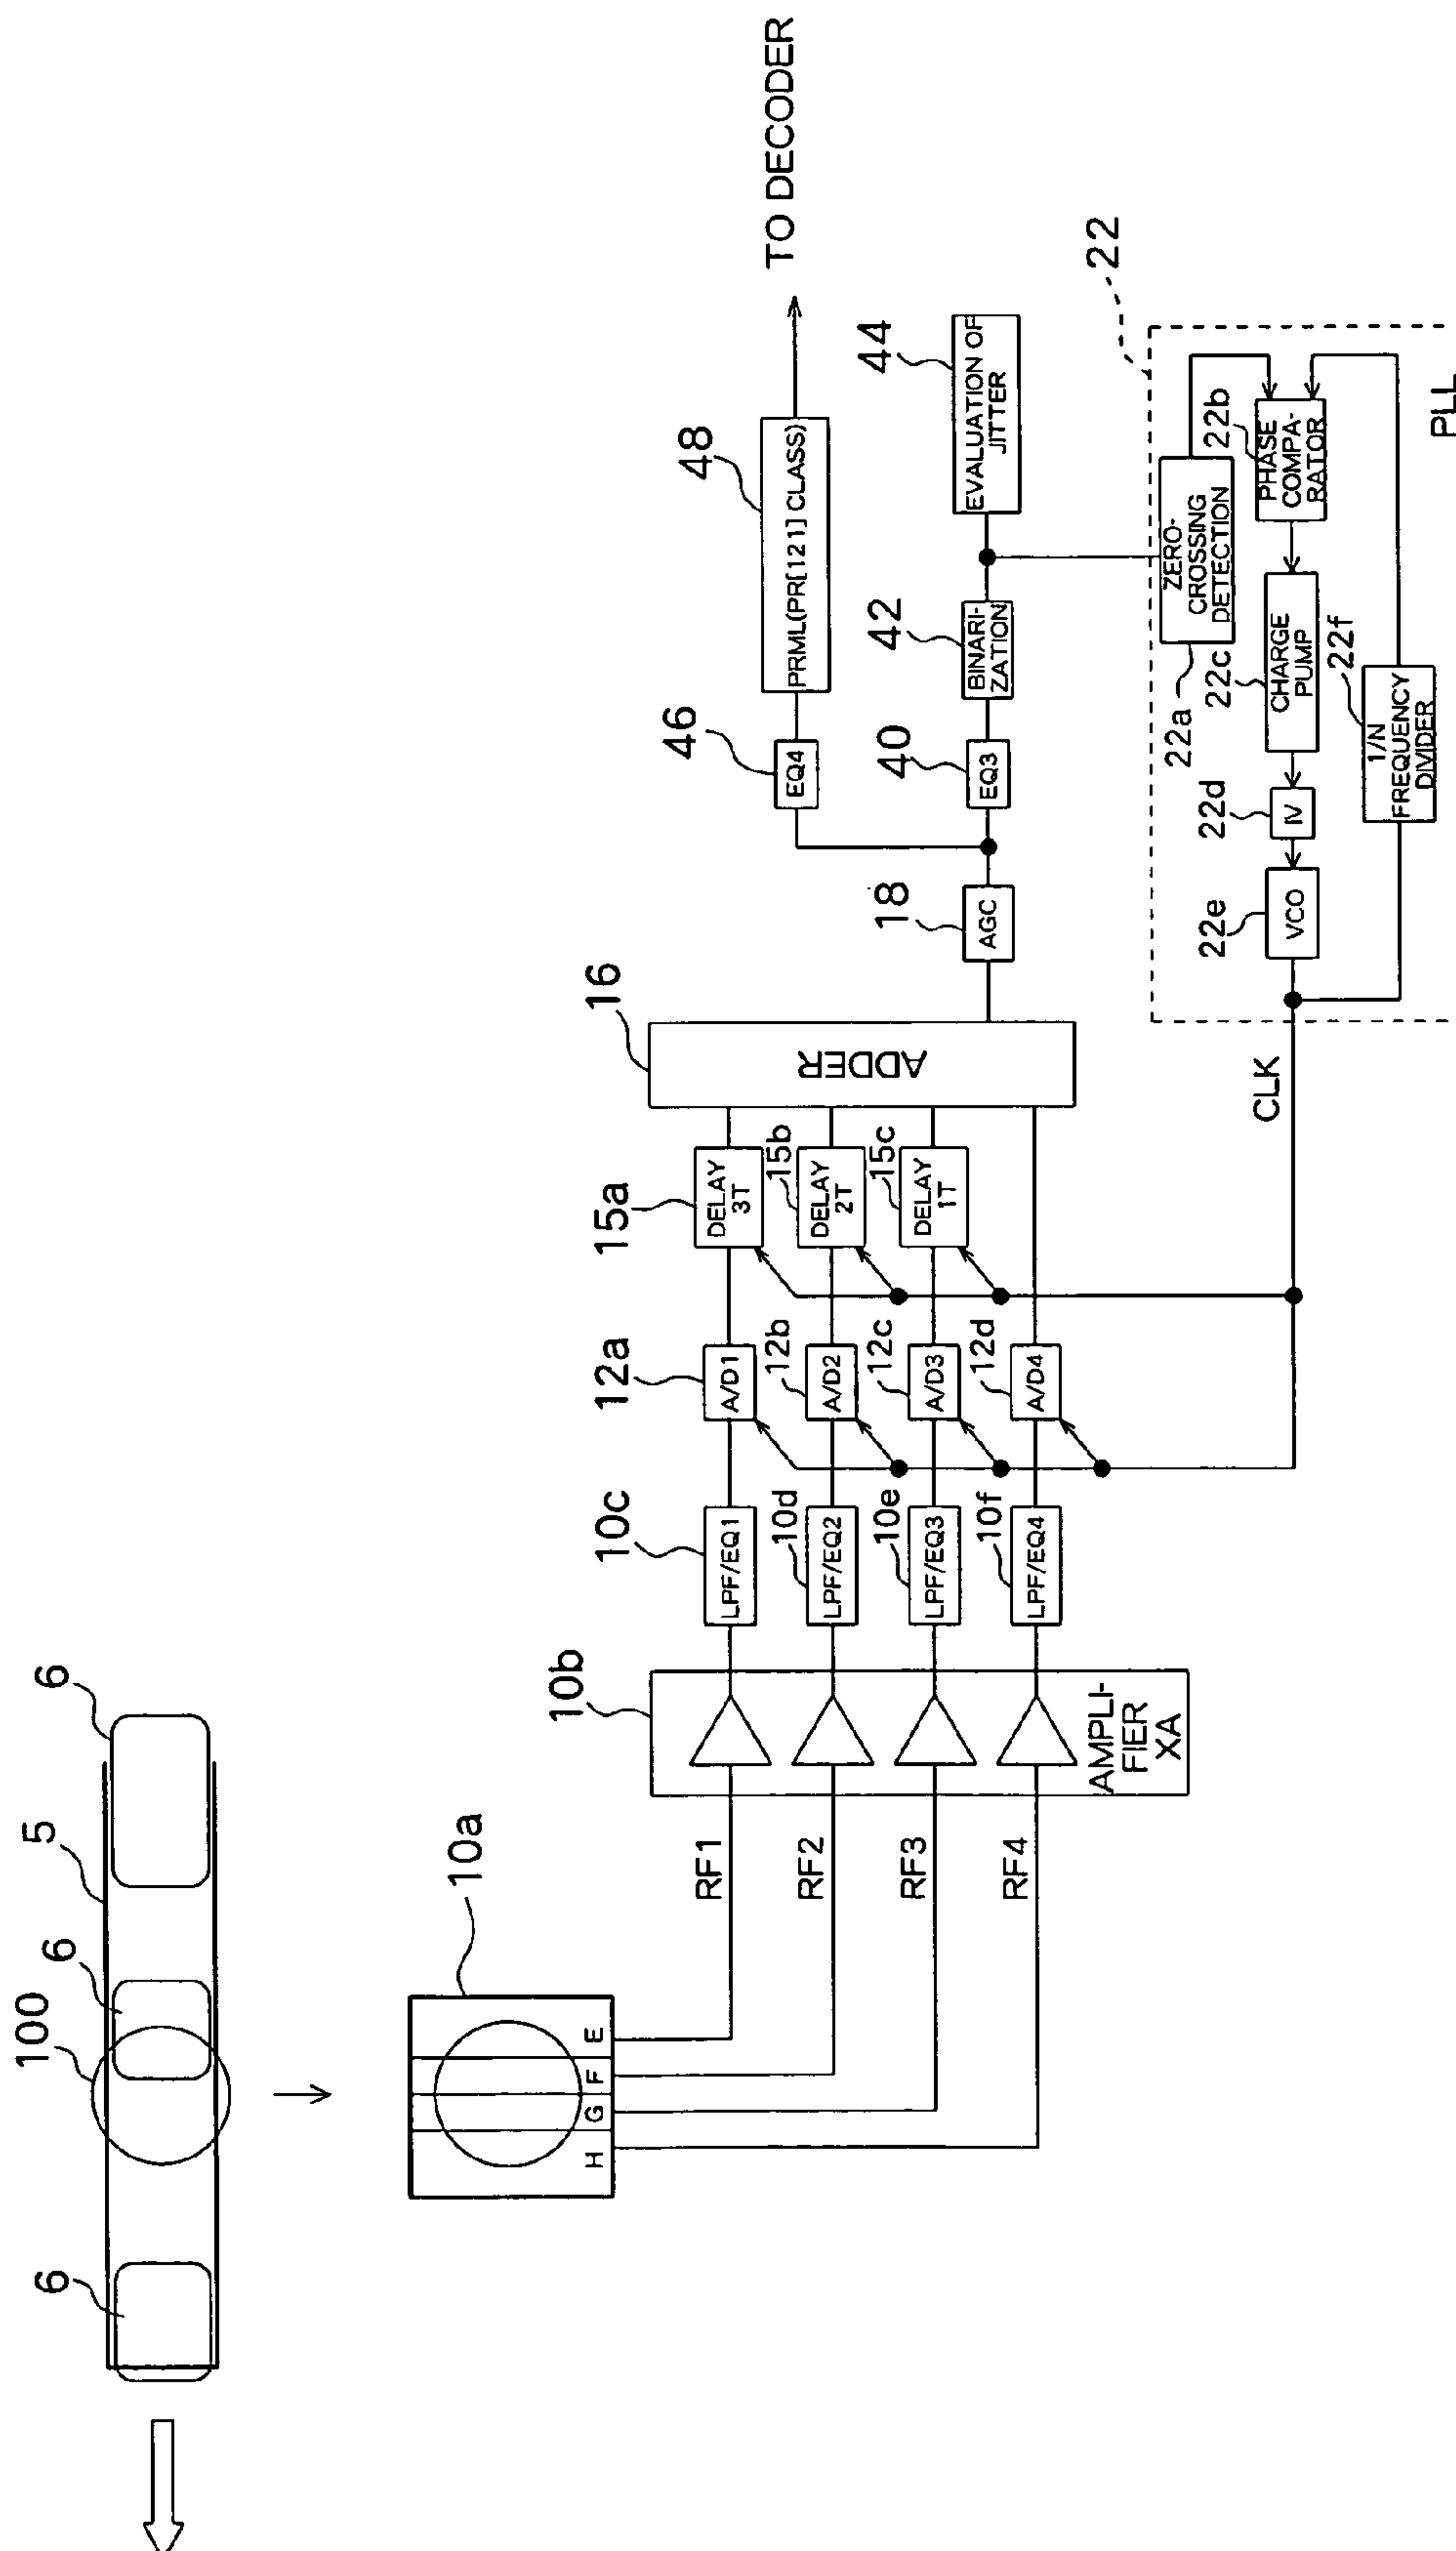 6
5
6
100
6
10a
E
F
G
H
RF1
RF2
RF3
RF4
10b
AMPLI-
FIER
XA
10c
LPF/EQ1
10d
LPF/EQ2
10e
LPF/EQ3
10f
LPF/EQ4
12a
A/D1
12b
A/D2
12c
A/D3
12d
A/D4
15a
DELAY
3T
15b
DELAY
2T
15c
DELAY
1T
16
ADDER
18
AGC
46
EQ4
48
PRML(PR[121] CLASS)
TO DECODER
40
EQ3
42
BINARI-
ZATION
44
EVALUATION OF
JITTER
22
22a
ZERO-
CROSSING
DETECTION
22b
PHASE
COMPA-
RATOR
22c
CHARGE
PUMP
22d
IV
22e
VCO
22f
1/N
FREQUENCY
DIVIDER
CLK
PLL